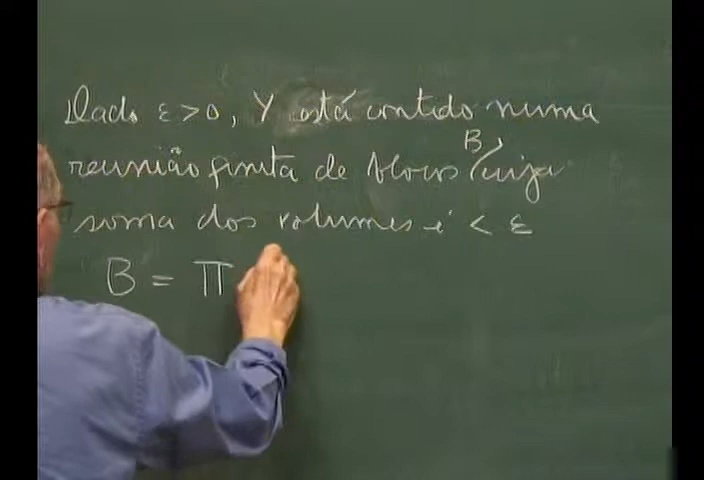 Dado ε > 0, Y está contido numa
reunião finita de blocos B, cuja
soma dos volumes é < ε
B = Π